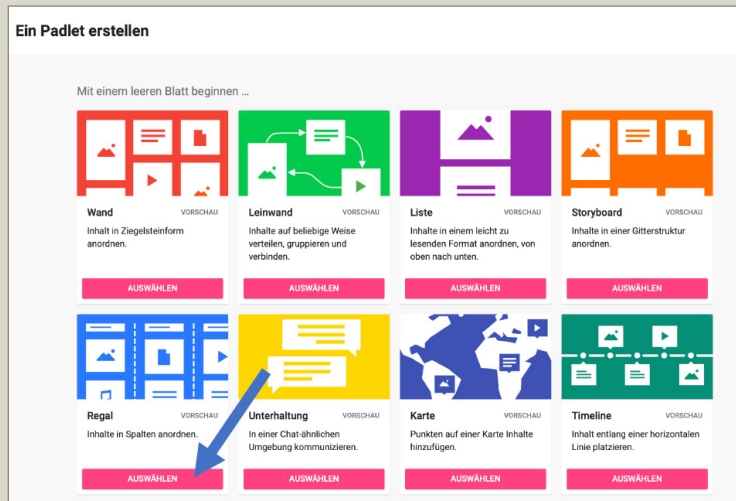 Ein Padlet erstellen
Mit einem leeren Blatt beginnen ...
Wand VORSCHAU
Inhalt in Ziegelsteinform
anordnen.
AUSWÄHLEN
Leinwand VORSCHAU
Inhalte auf beliebige Weise
verteilen, gruppieren und
verbinden.
AUSWÄHLEN
Liste VORSCHAU
Inhalte in einem leicht zu
lesenden Format anordnen, von
oben nach unten.
AUSWÄHLEN
Storyboard VORSCHAU
Inhalte in einer Gitterstruktur
anordnen.
AUSWÄHLEN
Regal VORSCHAU
Inhalte in Spalten anordnen.
AUSWÄHLEN
Unterhaltung VORSCHAU
In einer Chat-ähnlichen
Umgebung kommunizieren.
AUSWÄHLEN
Karte VORSCHAU
Punkten auf einer Karte Inhalte
hinzufügen.
AUSWÄHLEN
Timeline VORSCHAU
Inhalt entlang einer horizontalen
Linie platzieren.
AUSWÄHLEN